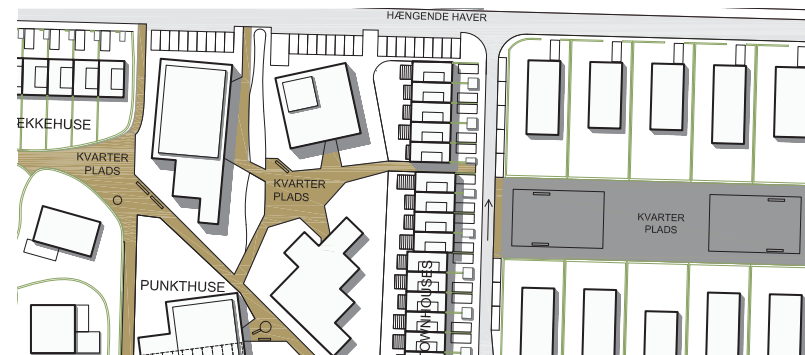 HÆNGENDE HAVER
EKKEHUSE
KVARTER
PLADS
KVARTER
PLADS
KVARTER
PLADS
PUNKTHUSE
OWNHOUSES